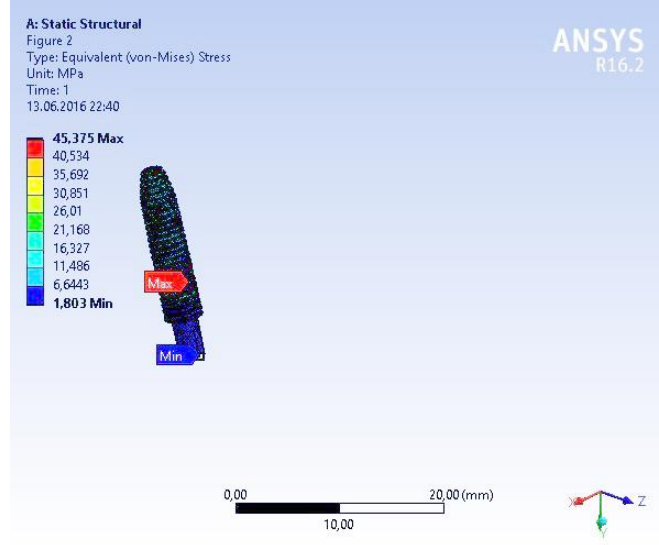 A: Static Structural
Figure 2
Type: Equivalent (von-Mises) Stress
Unit: MPa
Time: 1
13.06.2016 22:40
ANSYS
R16.2
45,375 Max
40,534
35,692
30,851
26,01
21,168
16,327
11,486
6,6443
1,803 Min
Max
Min
0,00
20,00 (mm)
10,00
X
Z
Y